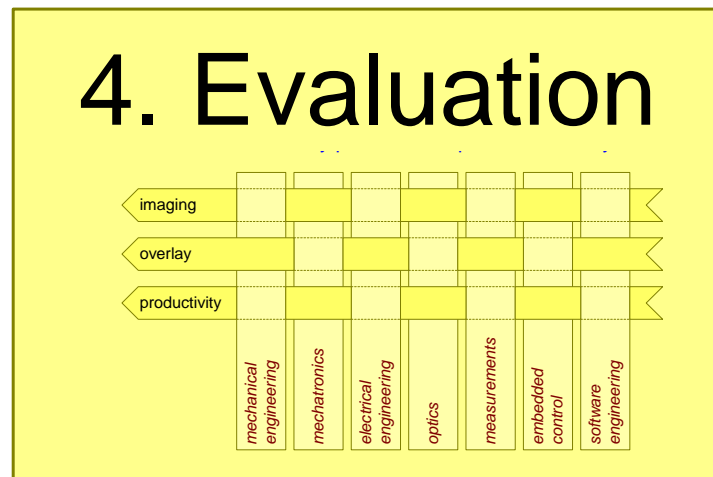 4. Evaluation
imaging
overlay
productivity
mechanical
engineering
mechatronics
electrical
engineering
optics
measurements
embedded
control
software
engineering